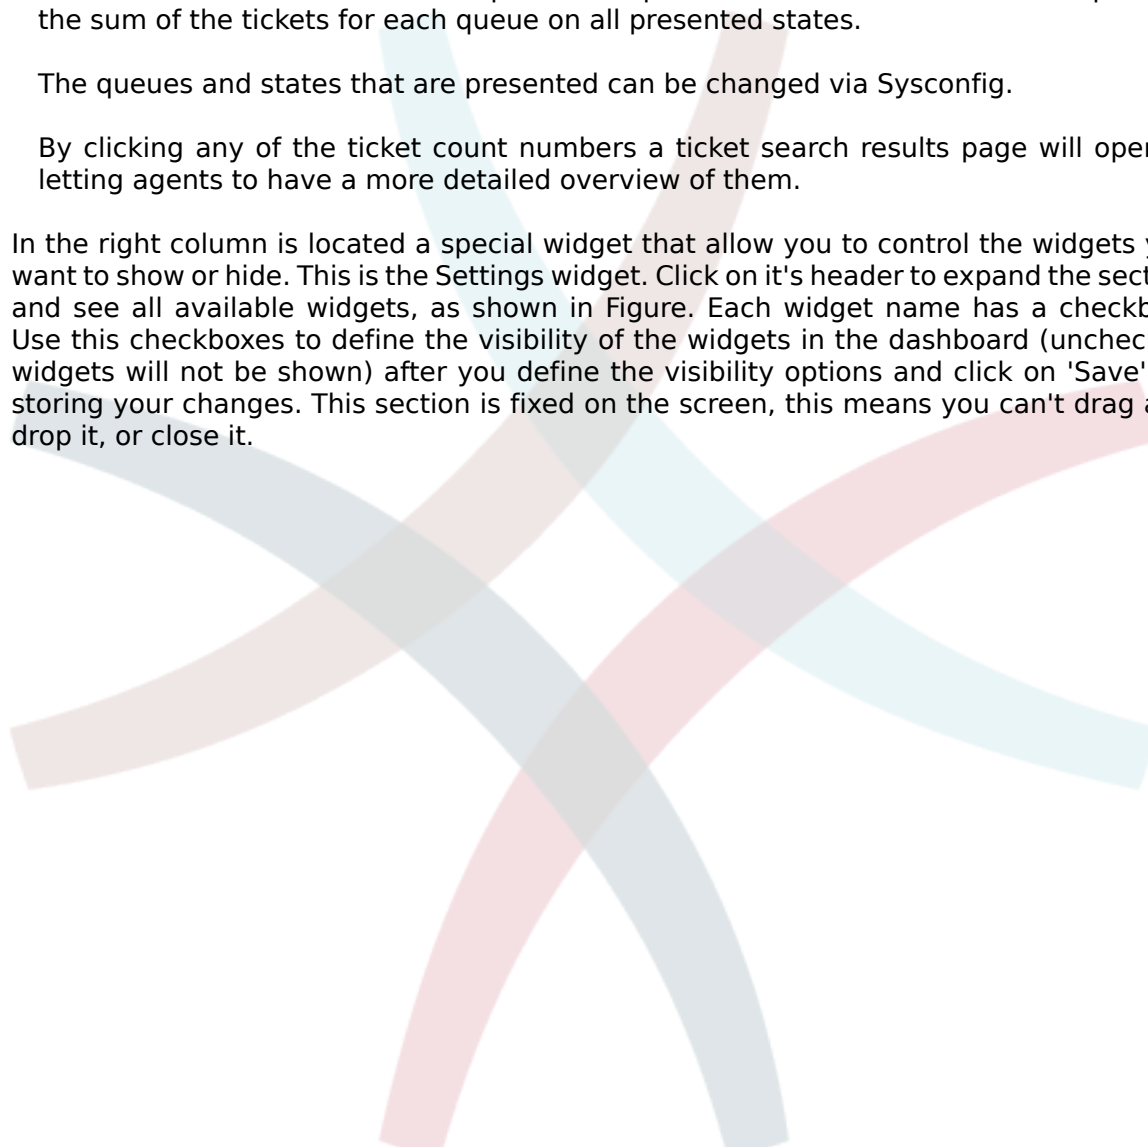 the sum of the tickets for each queue on all presented states.
The queues and states that are presented can be changed via Sysconfig.
By clicking any of the ticket count numbers a ticket search results page will open
letting agents to have a more detailed overview of them.
In the right column is located a special widget that allow you to control the widgets
want to show or hide. This is the Settings widget. Click on it's header to expand the
and see all available widgets, as shown in Figure. Each widget name has a
Use this checkboxes to define the visibility of the widgets in the dashboard
widgets will not be shown) after you define the visibility options and click on 'Save'
storing your changes. This section is fixed on the screen, this means you can't drag
drop it, or close it.